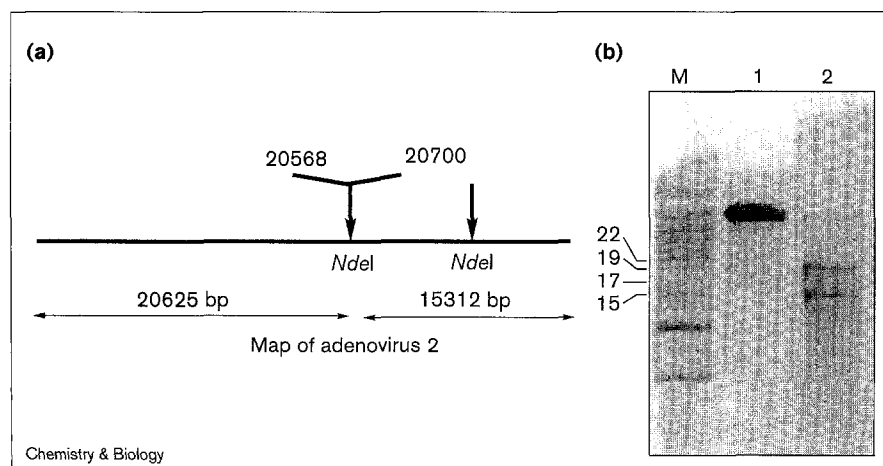 (a)
20568 20700
NdeI NdeI
20625 bp 15312 bp
Map of adenovirus 2
Chemistry & Biology
(b)
M 1 2
22
19
17
15